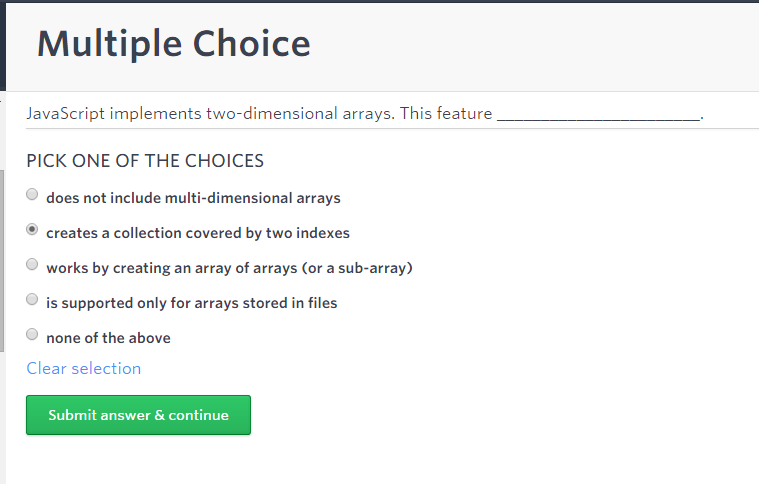 Multiple Choice
JavaScript implements two-dimensional arrays. This feature ________________________.
PICK ONE OF THE CHOICES
does not include multi-dimensional arrays
creates a collection covered by two indexes
works by creating an array of arrays (or a sub-array)
is supported only for arrays stored in files
none of the above
Clear selection
Submit answer & continue